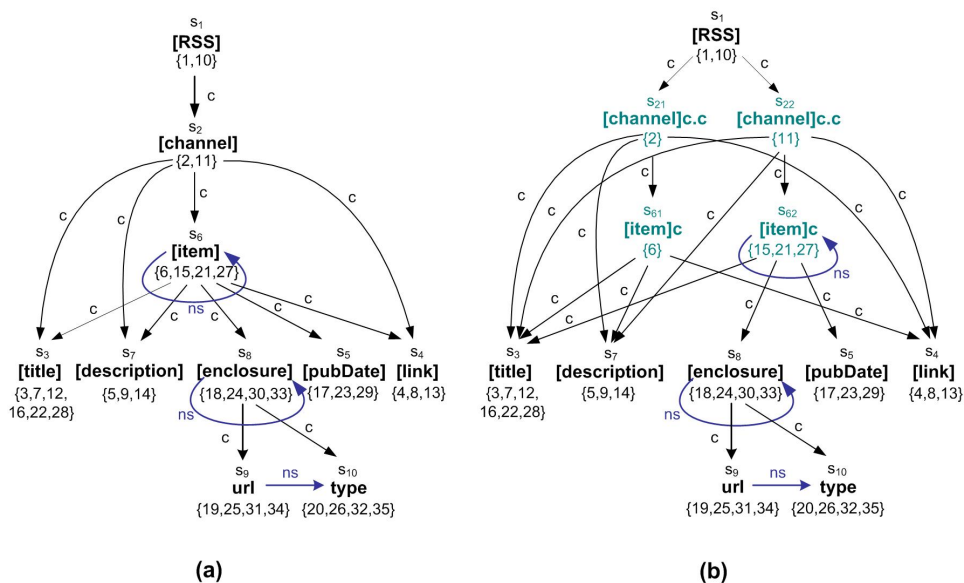 s1
[RSS]
{1,10}
c
s2
[channel]
{2,11}
c
c
c
c
s6
[item]
{6,15,21,27}
ns
c
c
c
c
c
s3
[title]
{3,7,12,
16,22,28}
s7
[description]
{5,9,14}
s8
[enclosure]
{18,24,30,33}
ns
s5
[pubDate]
{17,23,29}
s4
[link]
{4,8,13}
c
c
s9
url
{19,25,31,34}
ns
s10
type
{20,26,32,35}
(a)
s1
[RSS]
{1,10}
c
c
s21
[channel]c.c
{2}
s22
[channel]c.c
{11}
c
c
c
c
c
c
c
c
s61
[item]c
{6}
s62
[item]c
{15,21,27}
ns
c
c
c
c
c
c
s3
[title]
{3,7,12,
16,22,28}
s7
[description]
{5,9,14}
s8
[enclosure]
{18,24,30,33}
ns
s5
[pubDate]
{17,23,29}
s4
[link]
{4,8,13}
c
c
s9
url
{19,25,31,34}
ns
s10
type
{20,26,32,35}
(b)